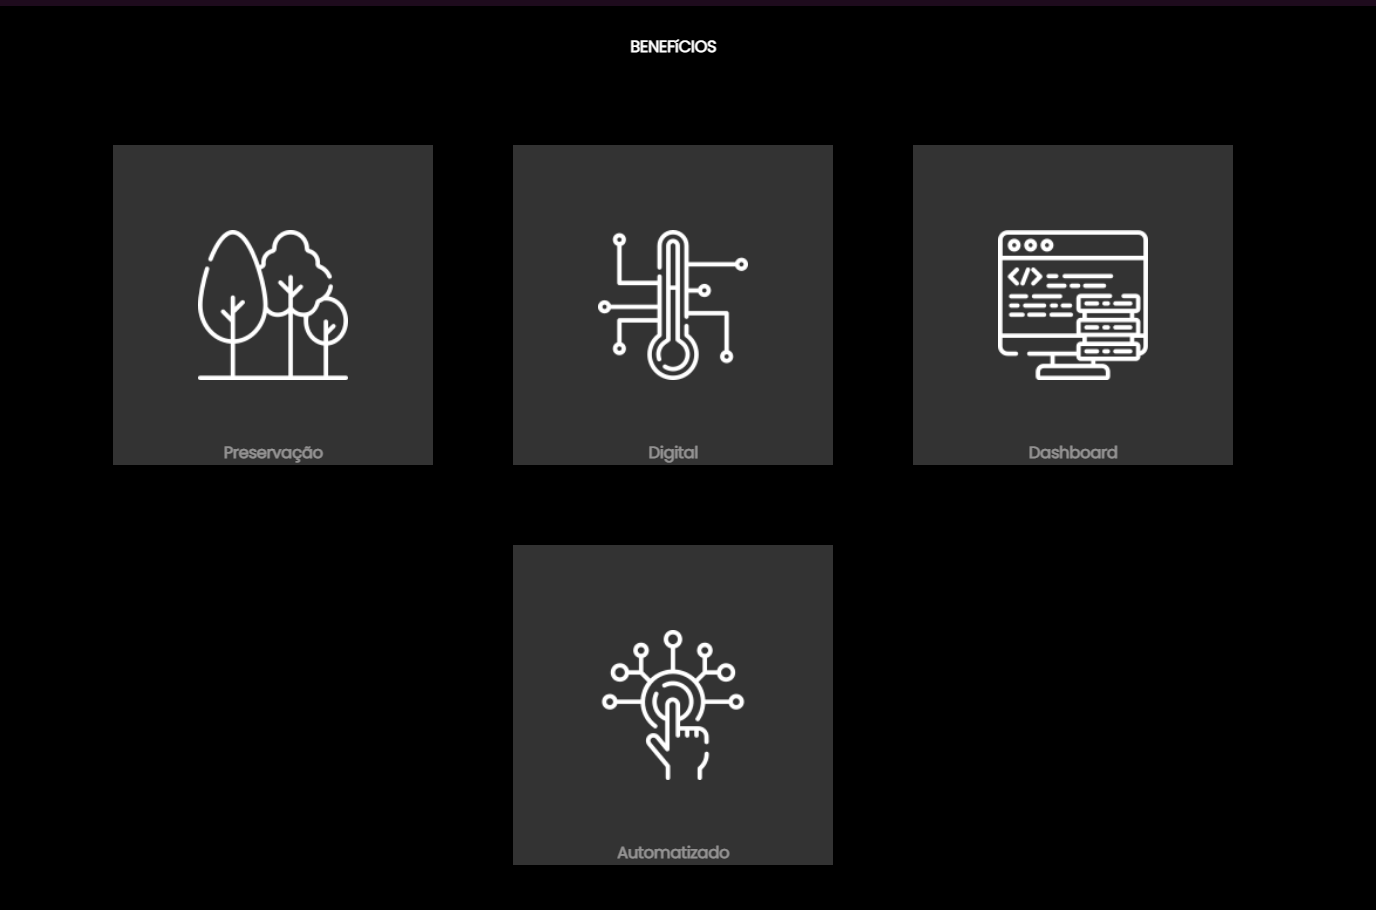 BENEFíCIOS
Preservação
Digital
Dashboard
Automatizado